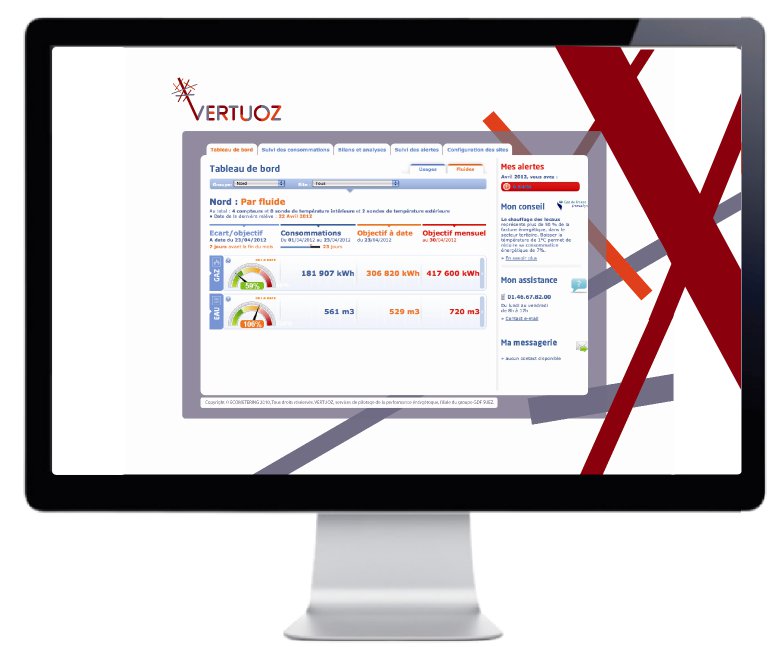 VERTUOZ
Tableau de bord Suivi des consommations Bilans et analyses Suivi des alertes Configuration des sites
Tableau de bord
Usages Fluides
Groupe Nord Site Tous
Nord : Par fluide
Au total : 4 compteurs et 8 sonde de température intérieure et 2 sondes de température extérieure
Date de la dernière relève : 22 Avril 2012
Ecart/objectif Consommations Objectif à date Objectif mensuel
A date du 23/04/2012 Du 01/04/2012 au 23/04/2012 du 23/04/2012 au 30/04/2012
7 jours avant la fin du mois 23 jours
GAZ
59%
181 907 kWh 306 820 kWh 417 600 kWh
EAU
106%
561 m3 529 m3 720 m3
Mes alertes
Avril 2012, vous avez :
Mon conseil
Le chauffage des locaux
représente plus de 50 % de la
facture énergétique, dans le
secteur tertiaire. Baisser la
température de 1°C permet de
réduire sa consommation
énergétique de 7%.
+ En savoir plus
Mon assistance
01.46.67.82.00
Du lundi au vendredi
de 8h à 17h
+ Contact e-mail
Ma messagerie
+ aucun contact disponible
Copyright © ECOMETERING 2010. Tous droits réservés. VERTUOZ, services de pilotage de la performance énergétique, filiale du groupe GDF SUEZ.